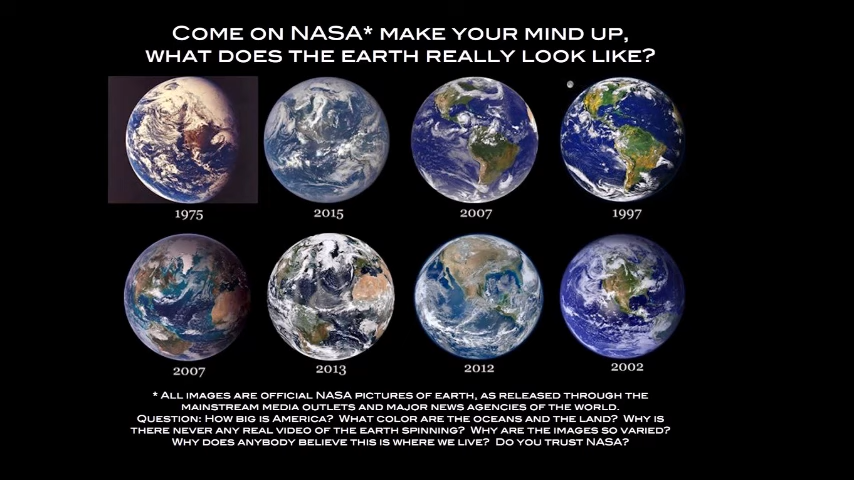 Come on NASA* make your mind up,
what does the earth really look like?
1975
2015
2007
1997
2007
2013
2012
2002
* All images are official NASA pictures of earth, as released through the
mainstream media outlets and major news agencies of the world.
Question: How big is America? What color are the oceans and the land? Why is
there never any real video of the earth spinning? Why are the images so varied?
Why does anybody believe this is where we live? Do you trust NASA?